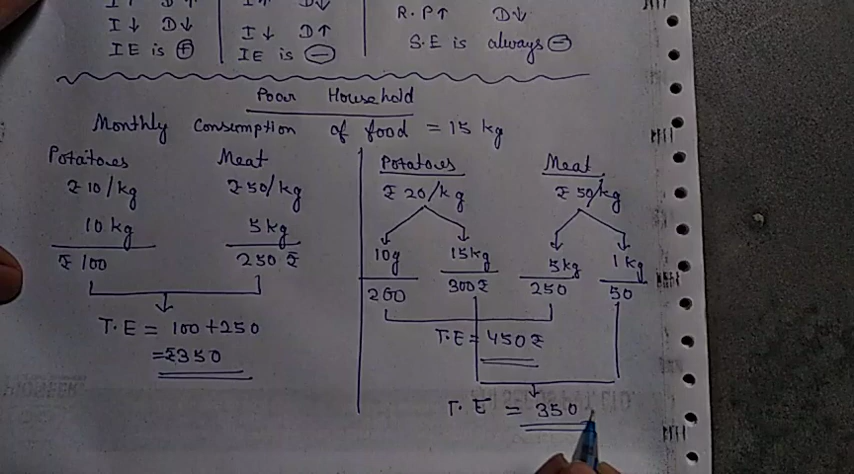 I↓ D↓
IE is ⊕
D↓
I↓ D↑
IE is ⊖
R.P↑ D↓
S.E is always ⊖
Poor Household
Monthly Consumption of food = 15 kg
Potatoes Meat
₹10/kg ₹50/kg
10 kg 5 kg
₹100 250 ₹
T.E = 100+250
=₹350
Potatoes Meat
₹20/kg ₹50/kg
10g 15kg 5kg 1kg
200 300₹ 250 50
T.E = 450₹
T.E = 350